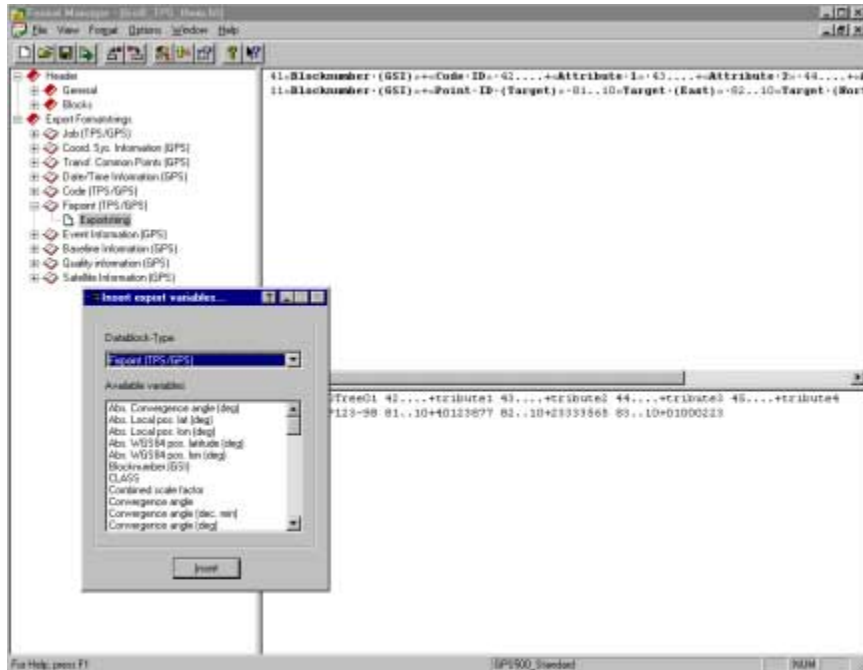 Format Manager -
File View Format Options Window Help
Header
General
Blocks
Export Formatstrings
Job (TPS/GPS)
Coord. Sys. Information (GPS)
Transf. Common Points (GPS)
Date/Time Information (GPS)
Code (TPS/GPS)
Fixpoint (TPS/GPS)
Exportstring
Event Information (GPS)
Baseline Information (GPS)
Quality information (GPS)
Satellite Information (GPS)
41«Blocknumber·(GSI)»+«Code·ID»·42....+«Attribute·1»·43....+«Attribute·2»·44....+«
11«Blocknumber·(GSI)»+«Point·ID·(Target)»·81..10«Target·(East)»·82..10«Target·(Nor
Insert export variables...
Datablock-Type
Fixpoint (TPS/GPS)
Available variables
Abs. Convergence angle (deg)
Abs. Local pos. lat (deg)
Abs. Local pos. lon (deg)
Abs. WGS84 pos. latitude (deg)
Abs. WGS84 pos. lon (deg)
Blocknumber (GSI)
CLASS
Combined scale factor
Convergence angle
Convergence angle (dec. min)
Convergence angle (deg)
Insert
Tree01 42....+tribute1 43....+tribute2 44....+tribute3 45....+tribute4
123-98 81..10+40123877 82..10+23333568 83..10+01000223
For Help, press F1
GPS500_Standard
NUM